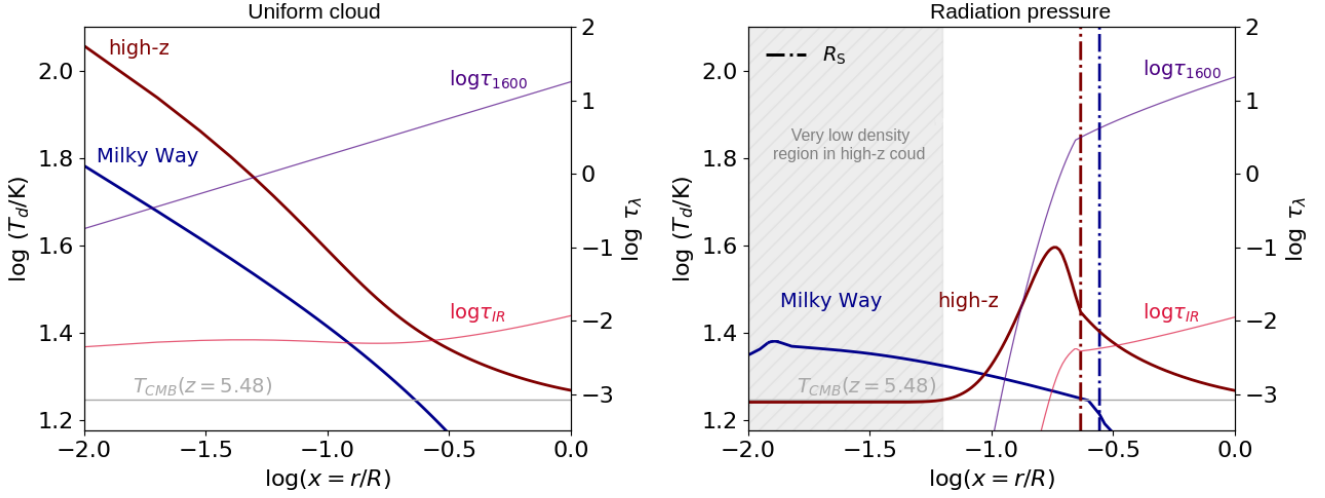 Uniform cloud
high-z
Milky Way
logτ1600
logτIR
TCMB(z = 5.48)
2.0
1.8
1.6
1.4
1.2
log (Td/K)
−2.0
−1.5
−1.0
−0.5
0.0
log(x = r/R)
2
1
0
−1
−2
−3
log τλ
Radiation pressure
RS
logτ1600
Very low density
region in high-z coud
Milky Way
high-z
logτIR
TCMB(z = 5.48)
2.0
1.8
1.6
1.4
1.2
log (Td/K)
−2.0
−1.5
−1.0
−0.5
0.0
log(x = r/R)
2
1
0
−1
−2
−3
log τλ